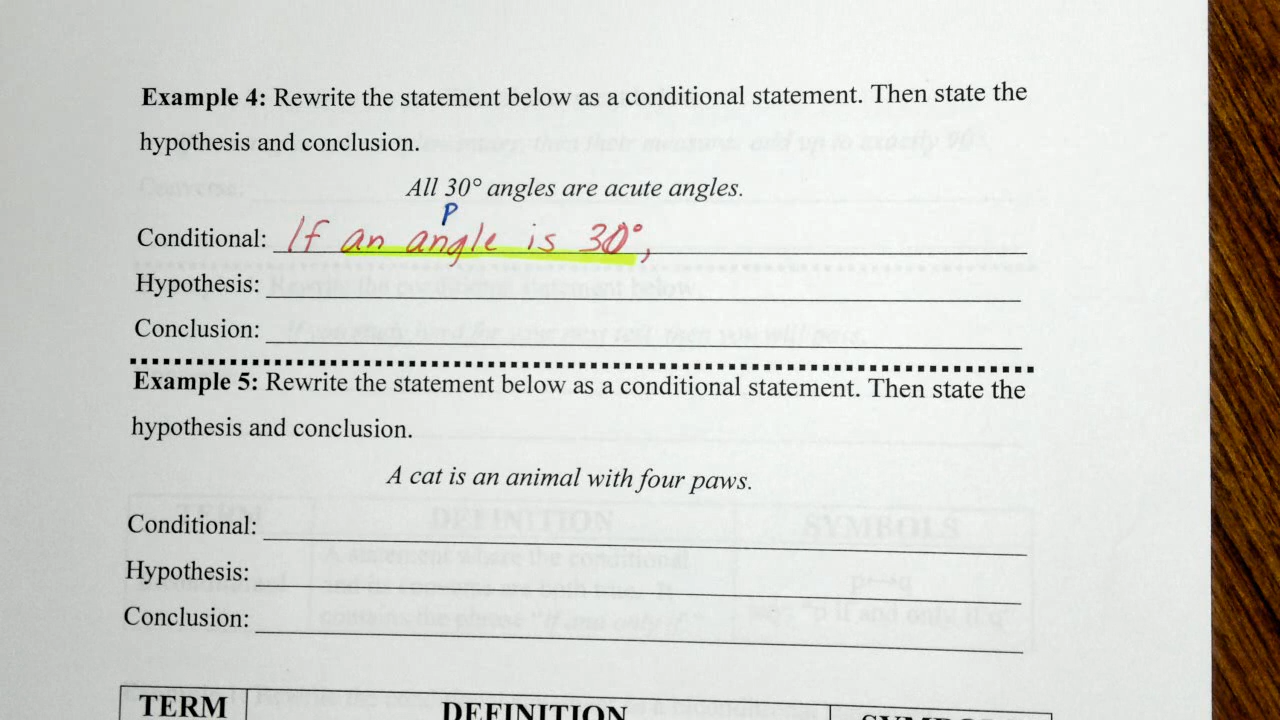 Example 4: Rewrite the statement below as a conditional statement. Then state the
hypothesis and conclusion.
All 30° angles are acute angles.
P
Conditional: If an angle is 30°,
Hypothesis:
Conclusion:
Example 5: Rewrite the statement below as a conditional statement. Then state the
hypothesis and conclusion.
A cat is an animal with four paws.
Conditional:
Hypothesis:
Conclusion:
TERM DEFINITION